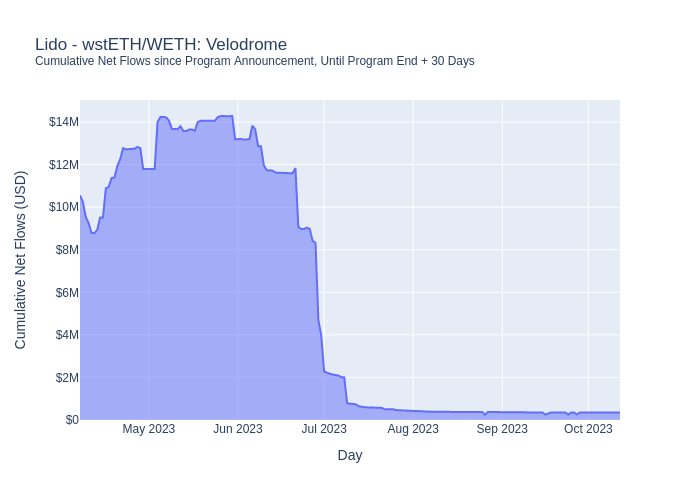 Lido - wstETH/WETH: Velodrome
Cumulative Net Flows since Program Announcement, Until Program End + 30 Days
Cumulative Net Flows (USD)
$14M
$12M
$10M
$8M
$6M
$4M
$2M
$0
May 2023
Jun 2023
Jul 2023
Aug 2023
Sep 2023
Oct 2023
Day